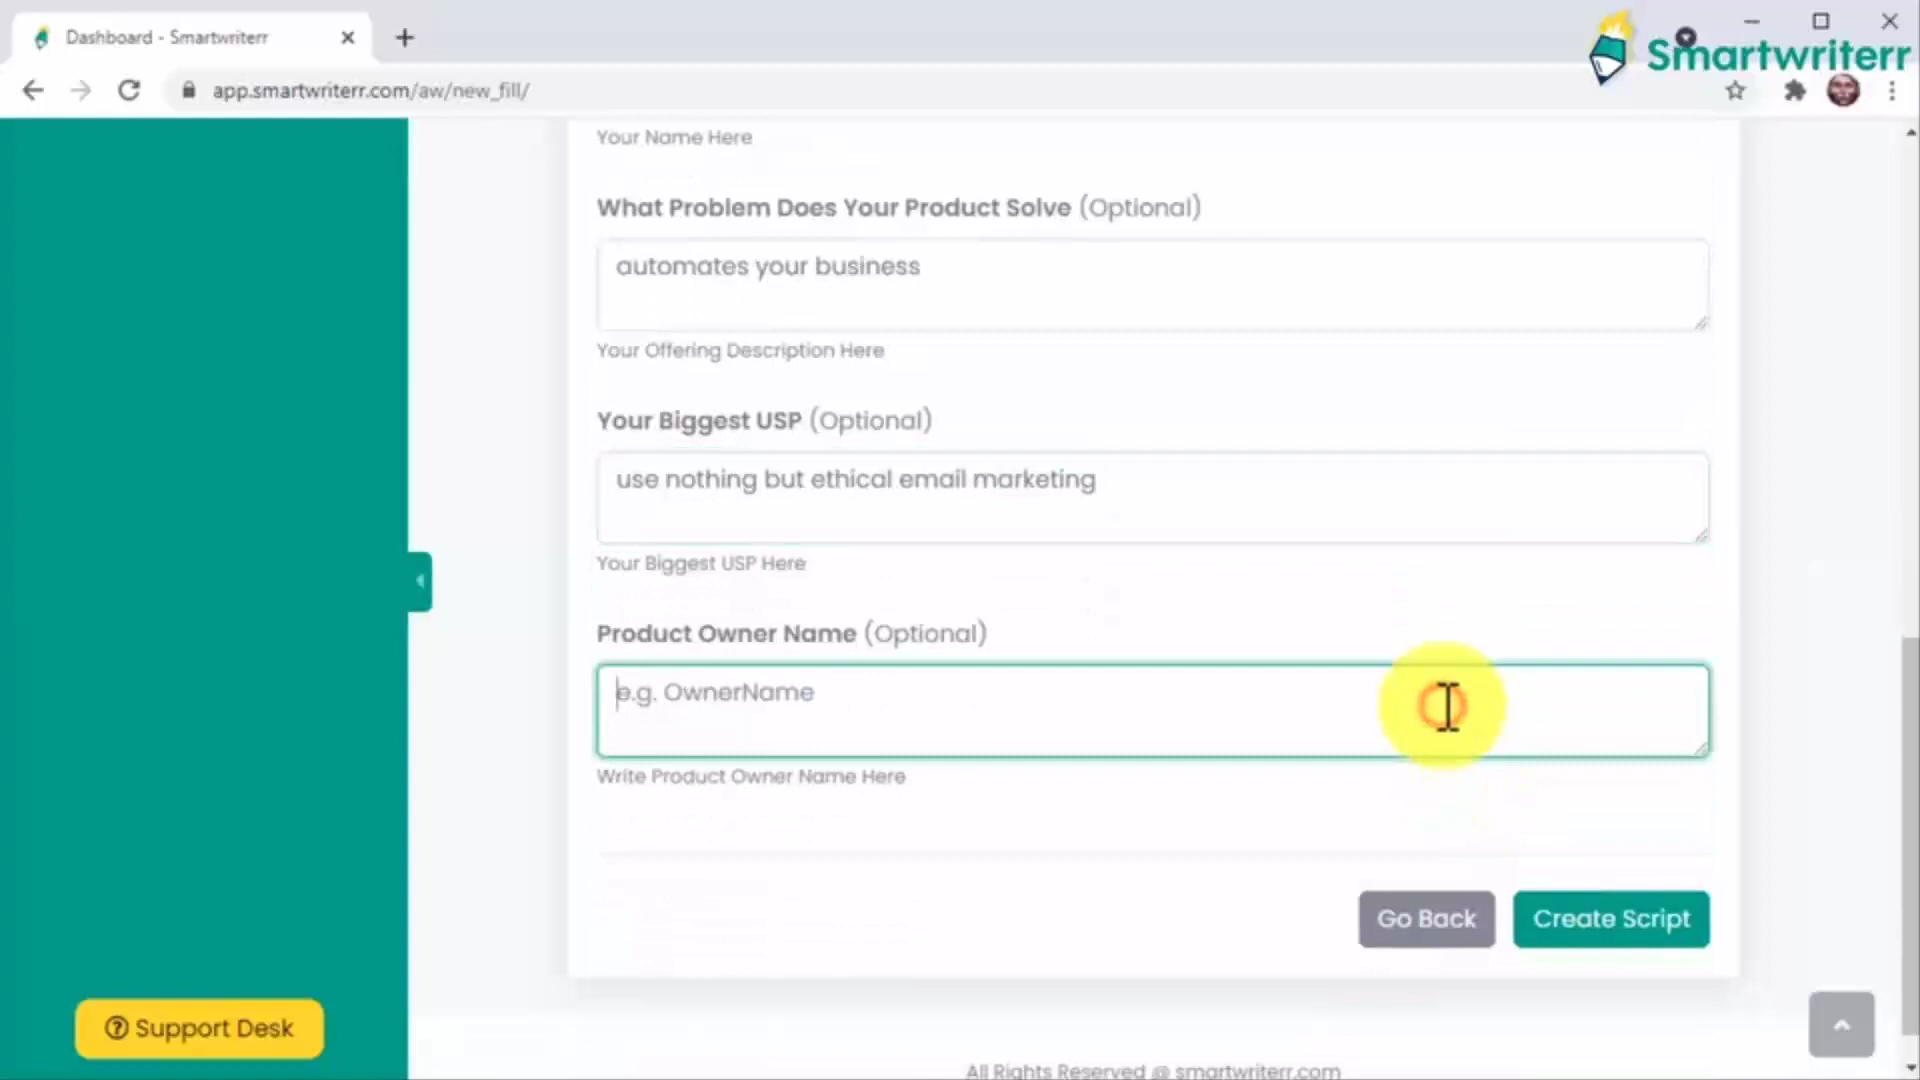 Dashboard - Smartwriterr
Smartwriterr
app.smartwriterr.com/aw/new_fill/
Your Name Here
What Problem Does Your Product Solve (Optional)
automates your business
Your Offering Description Here
Your Biggest USP (Optional)
use nothing but ethical email marketing
Your Biggest USP Here
Product Owner Name (Optional)
e.g. OwnerName
Write Product Owner Name Here
Go Back
Create Script
Support Desk
All Rights Reserved @ smartwriterr.com